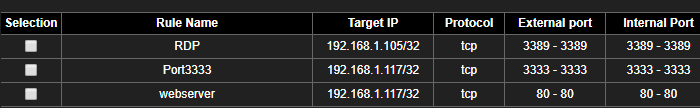 Selection Rule Name Target IP Protocol External port Internal Port
RDP 192.168.1.105/32 tcp 3389 - 3389 3389 - 3389
Port3333 192.168.1.117/32 tcp 3333 - 3333 3333 - 3333
webserver 192.168.1.117/32 tcp 80 - 80 80 - 80